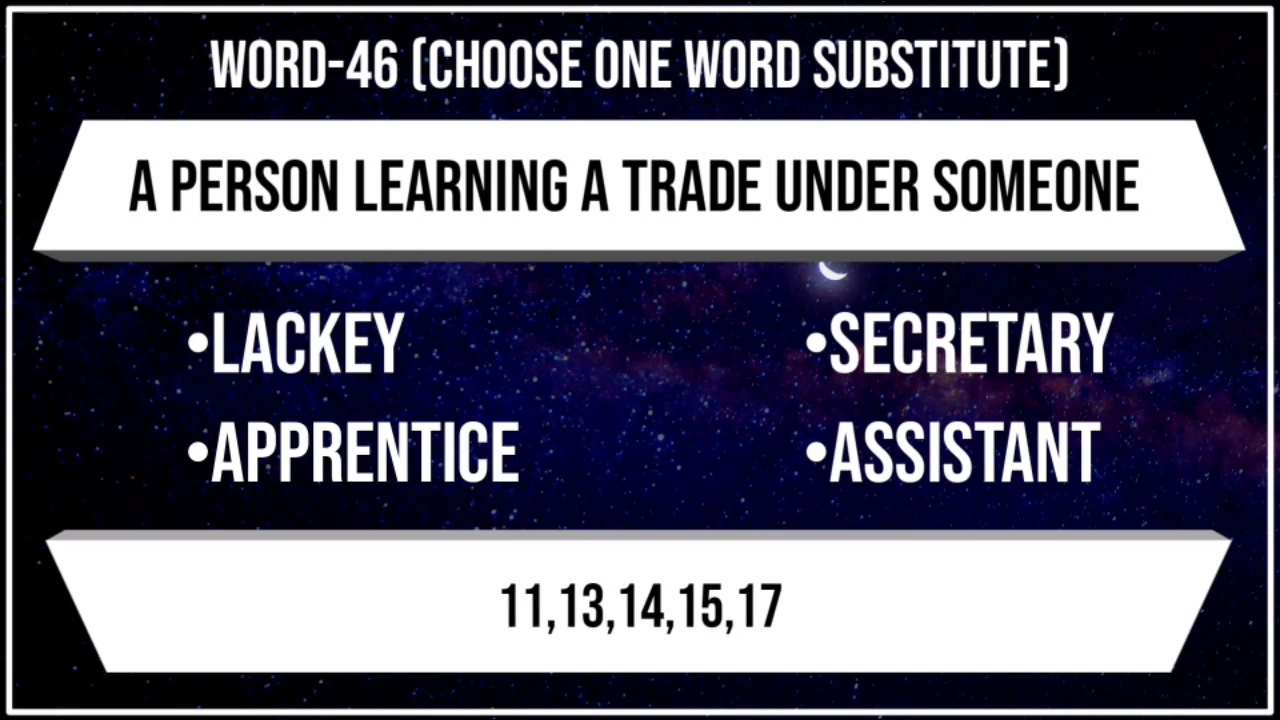 WORD-46 (CHOOSE ONE WORD SUBSTITUTE)
A PERSON LEARNING A TRADE UNDER SOMEONE
•LACKEY
•SECRETARY
•APPRENTICE
•ASSISTANT
11,13,14,15,17